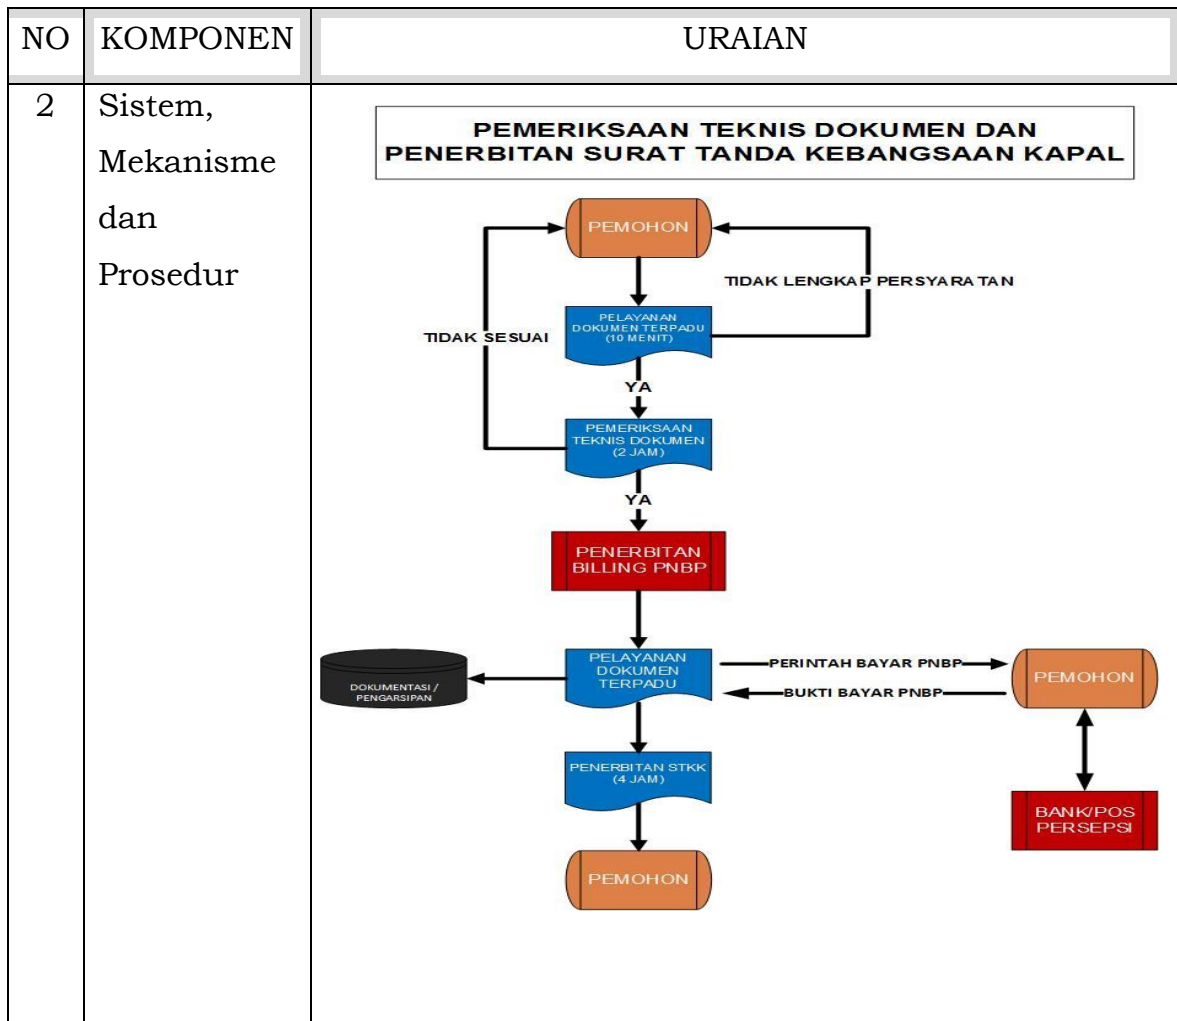 NO KOMPONEN URAIAN
2 Sistem,
Mekanisme
dan
Prosedur
PEMERIKSAAN TEKNIS DOKUMEN DAN
PENERBITAN SURAT TANDA KEBANGSAAN KAPAL
PEMOHON
TIDAK LENGKAP PERSYARATAN
PELAYANAN
DOKUMEN TERPADU
(10 MENIT)
TIDAK SESUAI
YA
PEMERIKSAAN
TEKNIS DOKUMEN
(2 JAM)
YA
PENERBITAN
BILLING PNBP
PELAYANAN
DOKUMEN
TERPADU
PERINTAH BAYAR PNBP
BUKTI BAYAR PNBP
PEMOHON
DOKUMENTASI /
PENGARSIPAN
PENERBITAN STKK
(4 JAM)
BANK/POS
PERSEPSI
PEMOHON